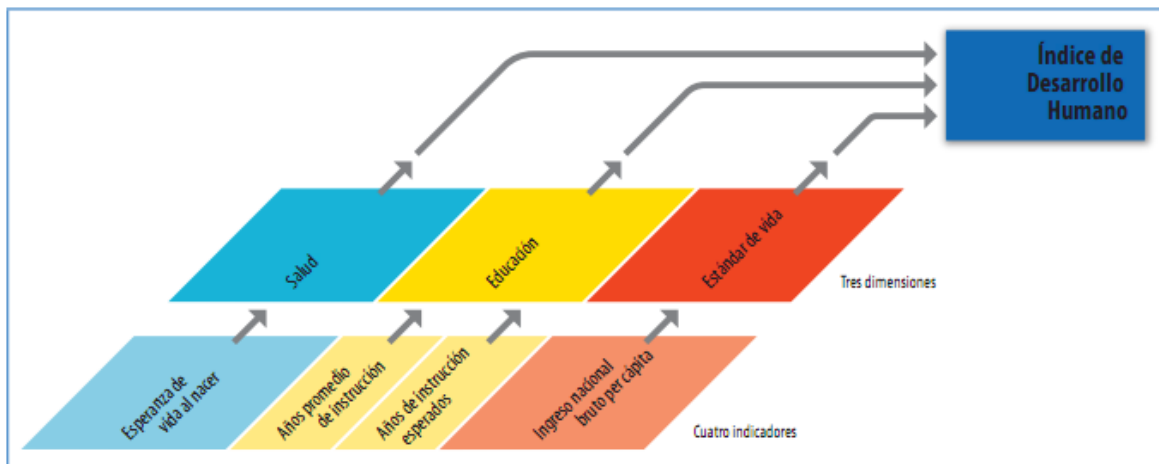 Índice de
Desarrollo
Humano
Salud
Educación
Estándar de vida
Tres dimensiones
Esperanza de
vida al nacer
Años promedio
de instrucción
Años de instrucción
esperados
Ingreso nacional
bruto per cápita
Cuatro indicadores